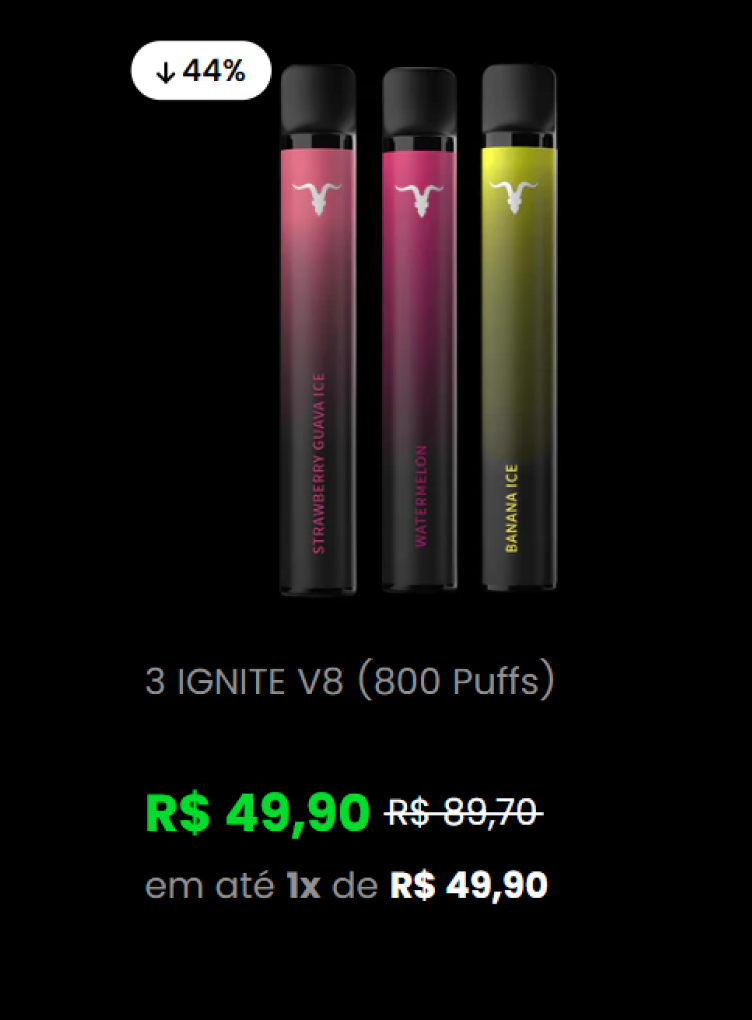 ↓ 44%
STRAWBERRY GUAVA ICE
WATERMELON
BANANA ICE
3 IGNITE V8 (800 Puffs)
R$ 49,90 R$ 89,70
em até 1x de R$ 49,90